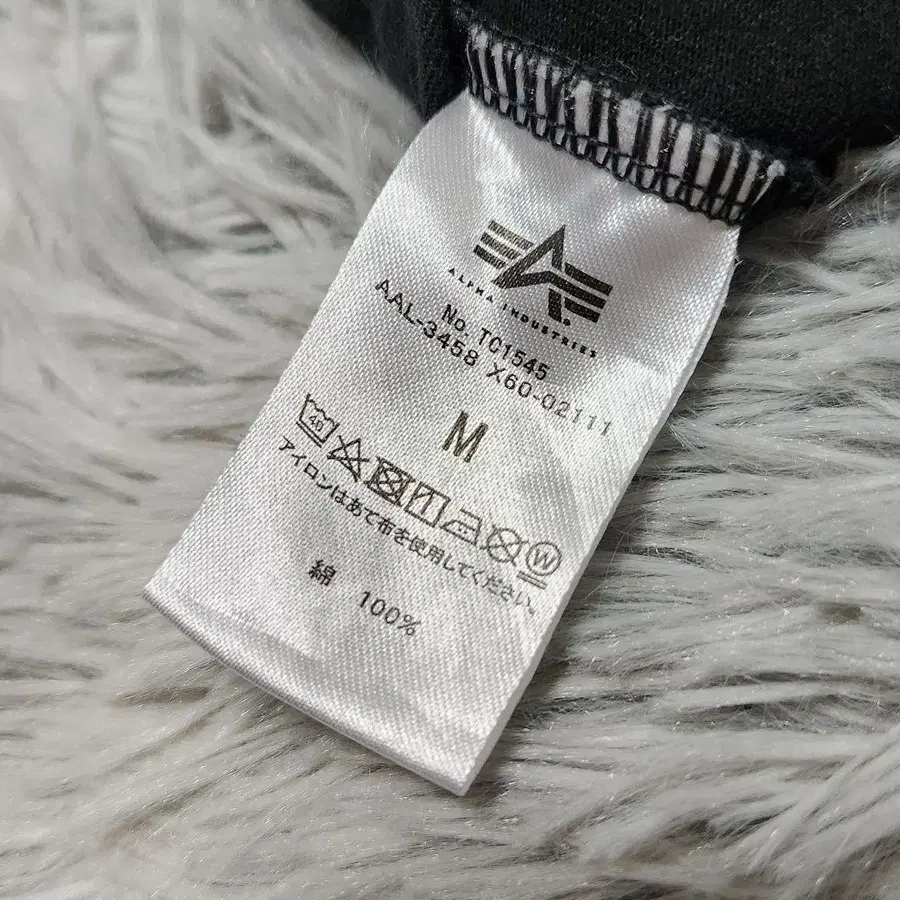 ALPHA INDUSTRIES
No. TC1545
AAL-3458 X60-02111
M
40
W
アイロンはあて布を使用してください。
綿 100%